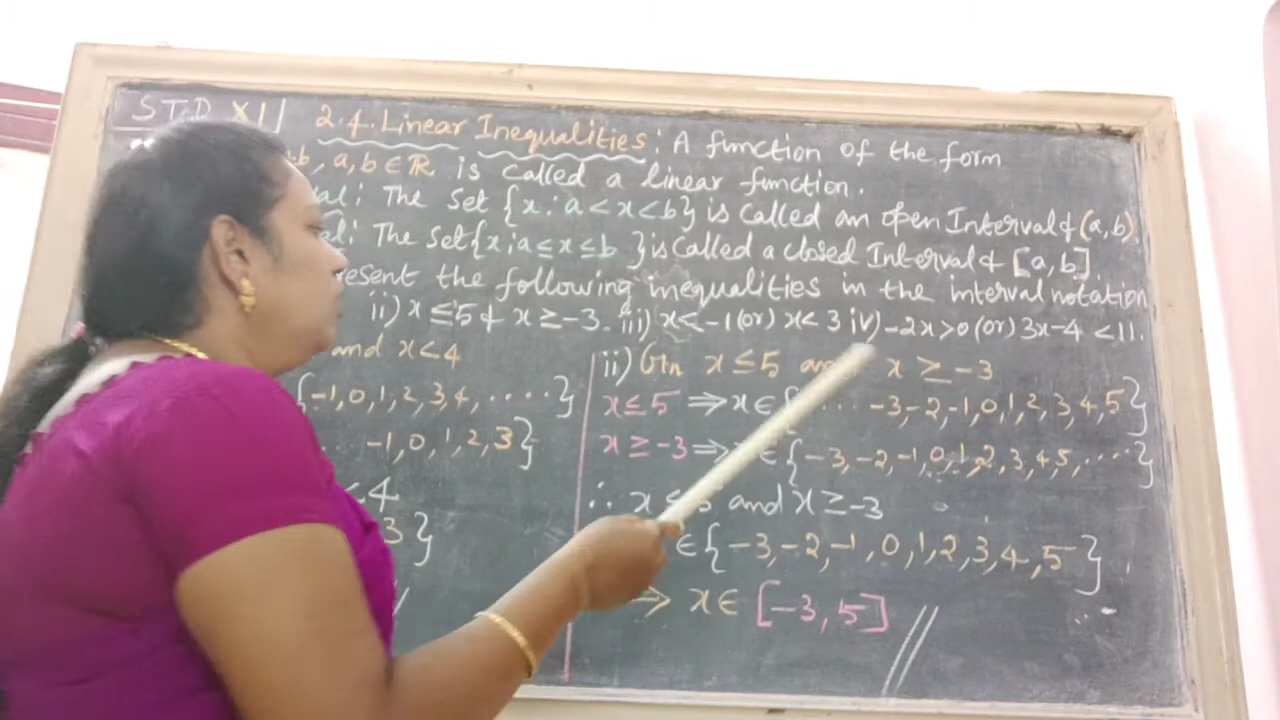 STD XI 2.4. Linear Inequalities : A function of the form
b, a, b ∈ ℝ is called a linear function.
al : The set {x : a < x < b} is called an open Interval & (a, b).
al : The set {x : a ≤ x ≤ b } is called a closed Interval & [a, b].
resent the following inequalities in the interval notation
ii) x ≤ 5 & x ≥ -3. iii) x < -1 (or) x < 3 iv) -2x > 0 (or) 3x-4 < 11.
and x < 4
{-1, 0, 1, 2, 3, 4, ....}
... -1, 0, 1, 2, 3}
< 4
3}
ii) Gn x ≤ 5 an x ≥ -3
x ≤ 5 ⇒ x ∈ {.... -3, -2, -1, 0, 1, 2, 3, 4, 5}
x ≥ -3 ⇒ ∈ {-3, -2, -1, 0, 1, 2, 3, 4, 5, ....}
∴ x ≤ 5 and x ≥ -3
∈ {-3, -2, -1, 0, 1, 2, 3, 4, 5}
⇒ x ∈ [-3, 5]